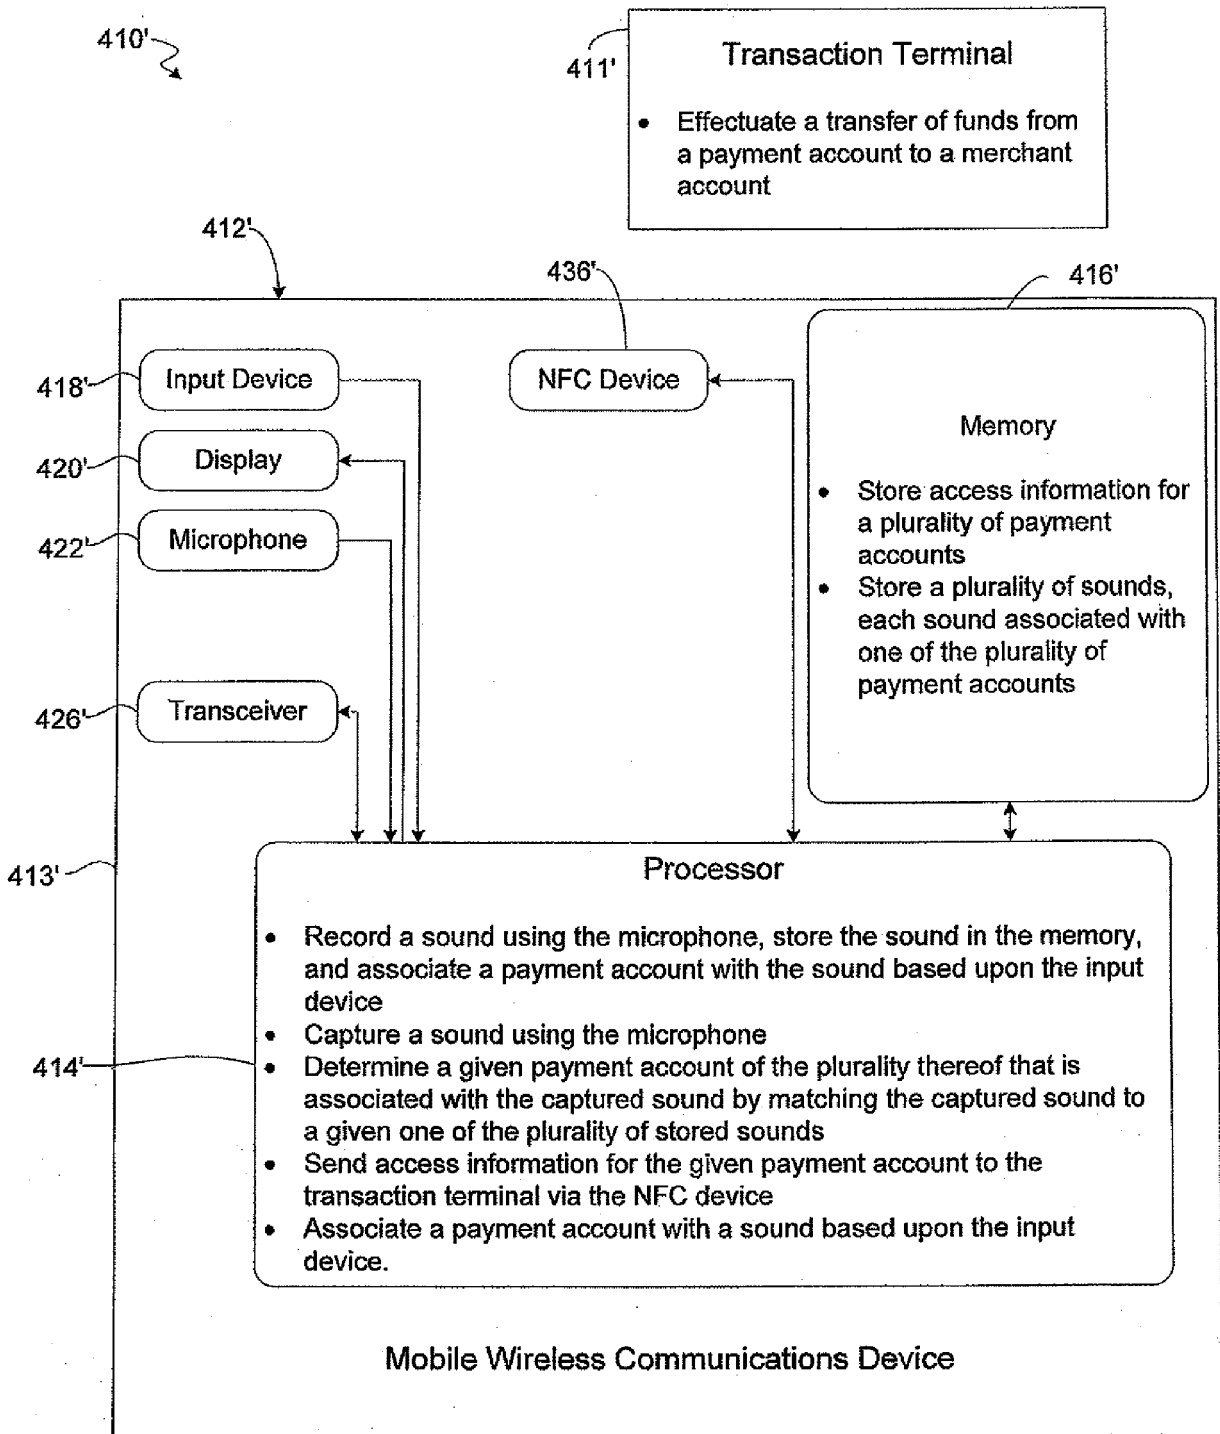 410'
411'
Transaction Terminal
• Effectuate a transfer of funds from
a payment account to a merchant
account
412'
436'
416'
418'
Input Device
NFC Device
420'
Display
422'
Microphone
Memory
• Store access information for
a plurality of payment
accounts
• Store a plurality of sounds,
each sound associated with
one of the plurality of
payment accounts
426'
Transceiver
413'
Processor
• Record a sound using the microphone, store the sound in the memory,
and associate a payment account with the sound based upon the input
device
• Capture a sound using the microphone
414'
• Determine a given payment account of the plurality thereof that is
associated with the captured sound by matching the captured sound to
a given one of the plurality of stored sounds
• Send access information for the given payment account to the
transaction terminal via the NFC device
• Associate a payment account with a sound based upon the input
device.
Mobile Wireless Communications Device